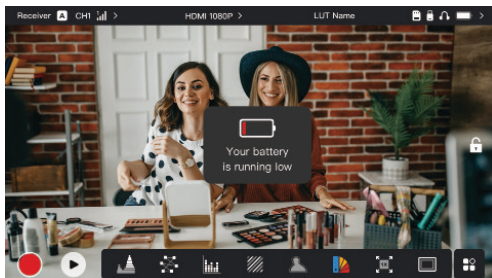 Receiver A CH1 > HDMI 1080P > LUT Name >
Your battery
is running low